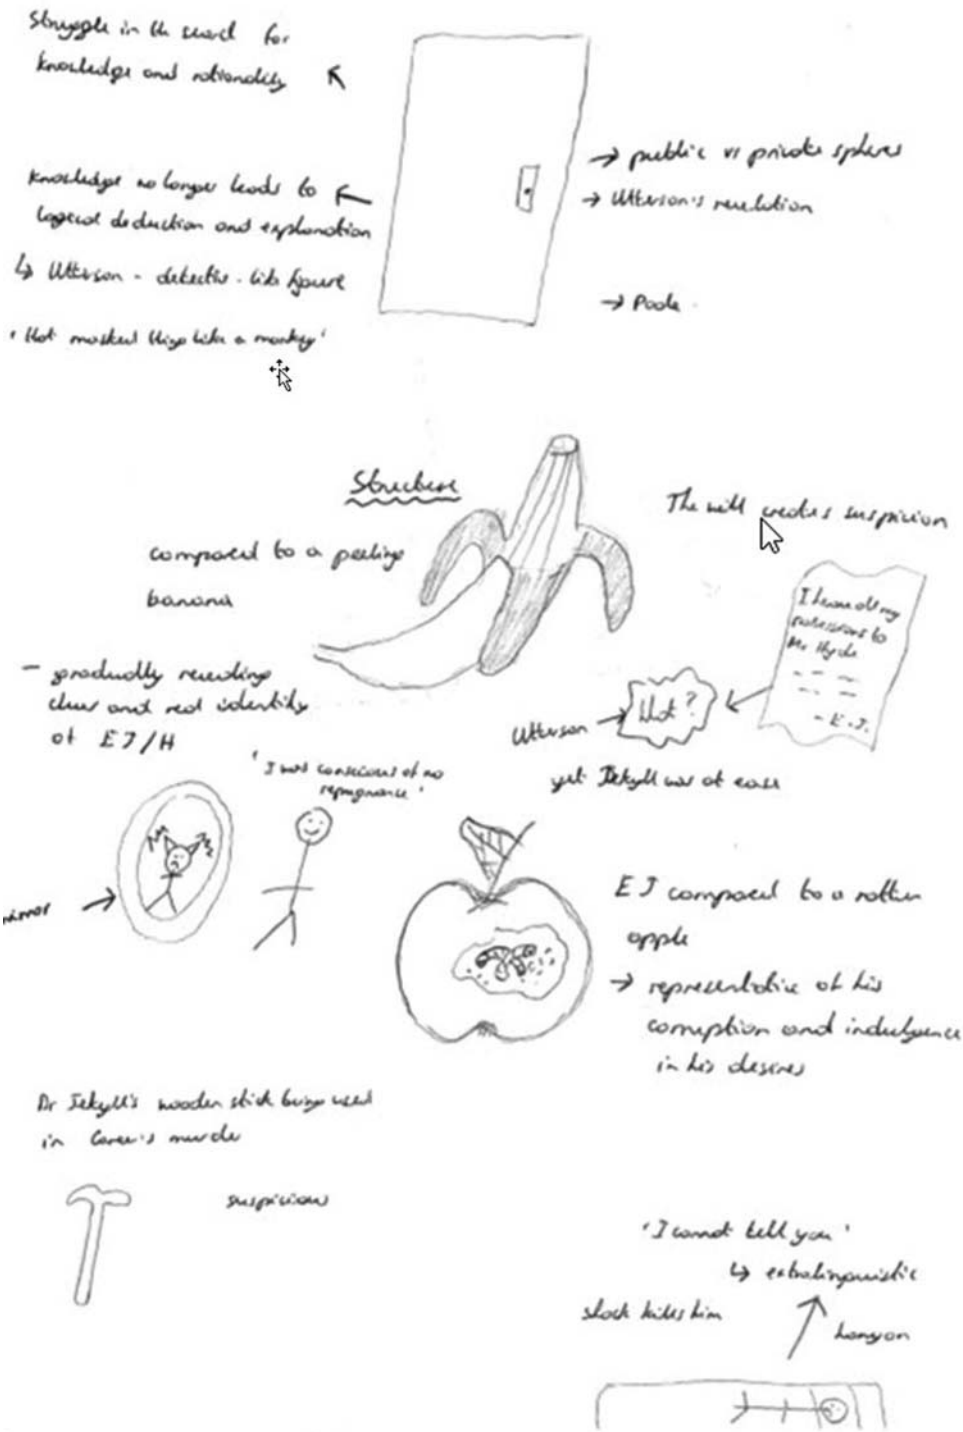 Struggle in the search for
knowledge and rationality
public vs private spheres
Utterson's revelation
Poole
knowledge no longer leads to
logical deduction and explanation
Utterson - detective-like figure
'that masked thing like a monkey'
Structure
compared to a peeling
banana
- gradually revealing
clues and real identity
of EJ/H
The will creates suspicion
I leave all my
possessions to
Mr Hyde
- E.J.
What?
Utterson
yet Jekyll was at ease
'I was conscious of no
repugnance'
mirror
EJ compared to a rotten
apple
representative of his
corruption and indulgence
in his desires
Dr Jekyll's wooden stick being used
in Carew's murder
suspicious
'I cannot tell you'
extralinguistic
shock kills him
Lanyon